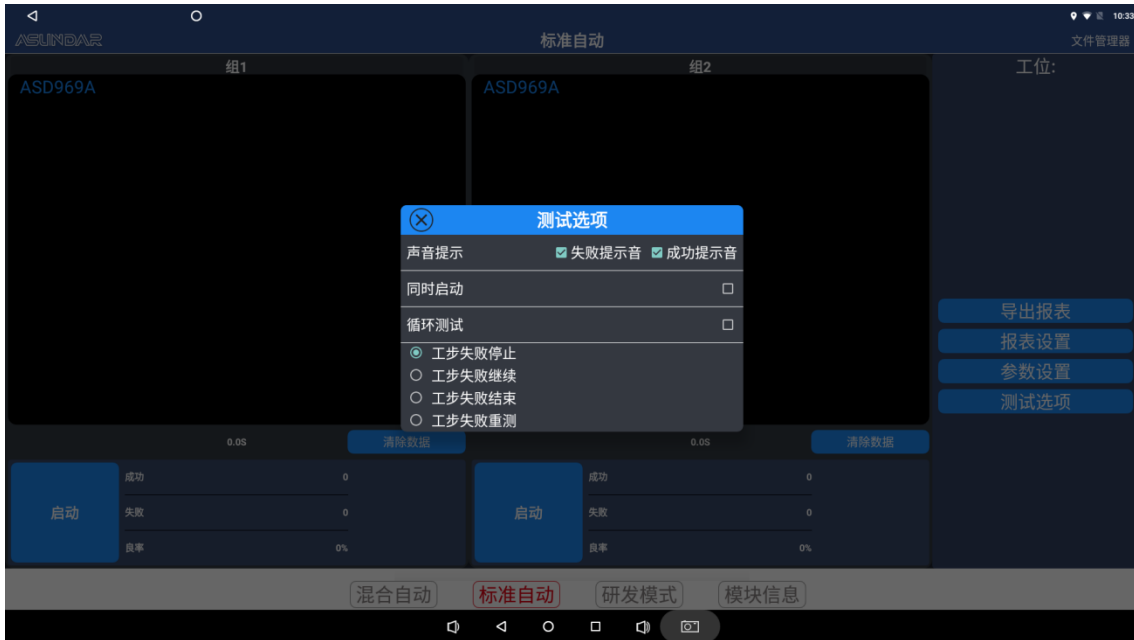 10:33
ASUNDAR 标准自动 文件管理器
组1 组2 工位:
ASD969A ASD969A
测试选项
声音提示 失败提示音 成功提示音
同时启动
循环测试
工步失败停止
工步失败继续
工步失败结束
工步失败重测
导出报表
报表设置
参数设置
测试选项
0.0S 清除数据 0.0S 清除数据
启动 成功 0 启动 成功 0
失败 0 失败 0
良率 0% 良率 0%
混合自动 标准自动 研发模式 模块信息